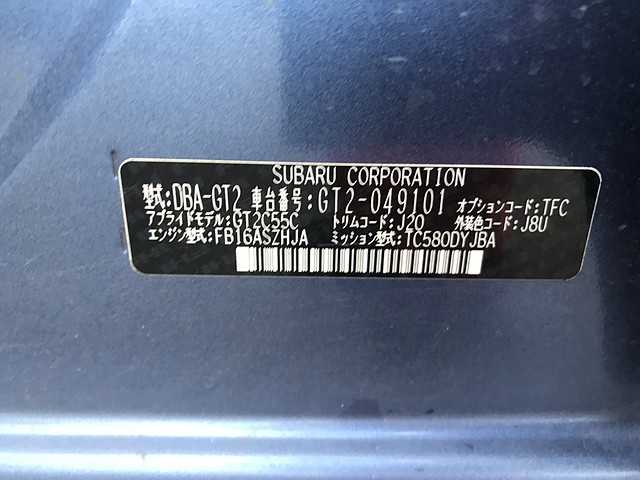 SUBARU CORPORATION
型式:DBA-GT2 車台番号:GT2-049101 オプションコード:TFC
アプライドモデル:GT2C55C トリムコード:J20 外装色コード:J8U
エンジン型式:FB16ASZHJA ミッション型式:TC580DYJBA